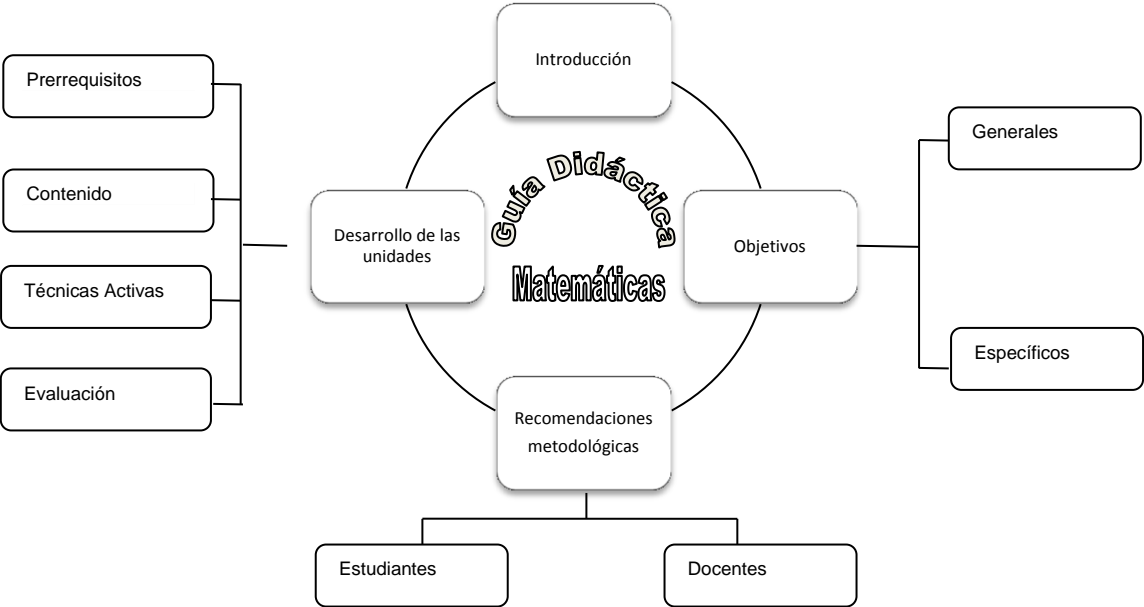 Introducción
Prerrequisitos
Generales
Contenido
Guía Didáctica
Matemáticas
Desarrollo de las
unidades
Objetivos
Técnicas Activas
Específicos
Evaluación
Recomendaciones
metodológicas
Estudiantes
Docentes